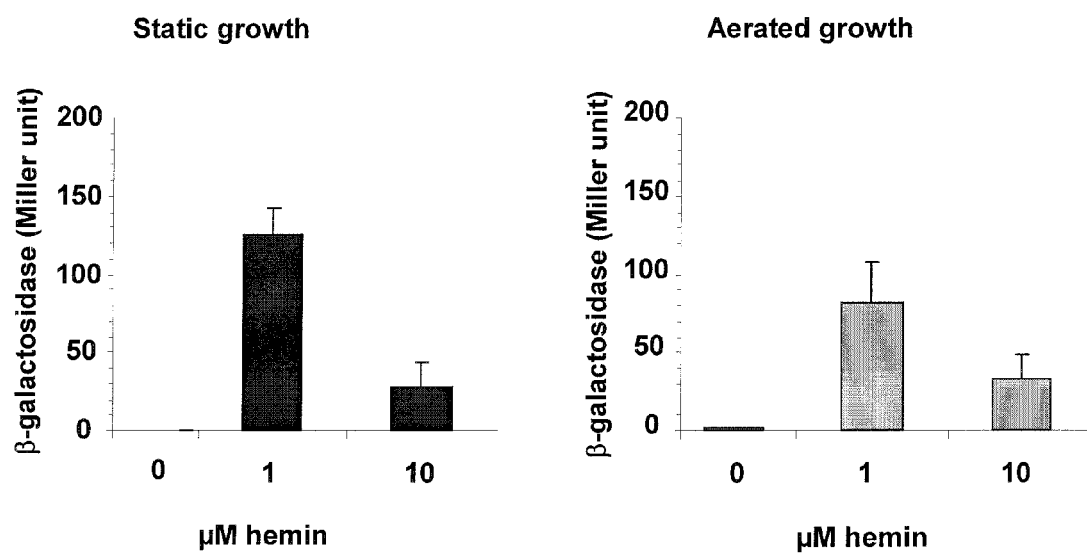 Static growth
β-galactosidase (Miller unit)
200
150
100
50
0
0 1 10
µM hemin
Aerated growth
β-galactosidase (Miller unit)
200
150
100
50
0
0 1 10
µM hemin